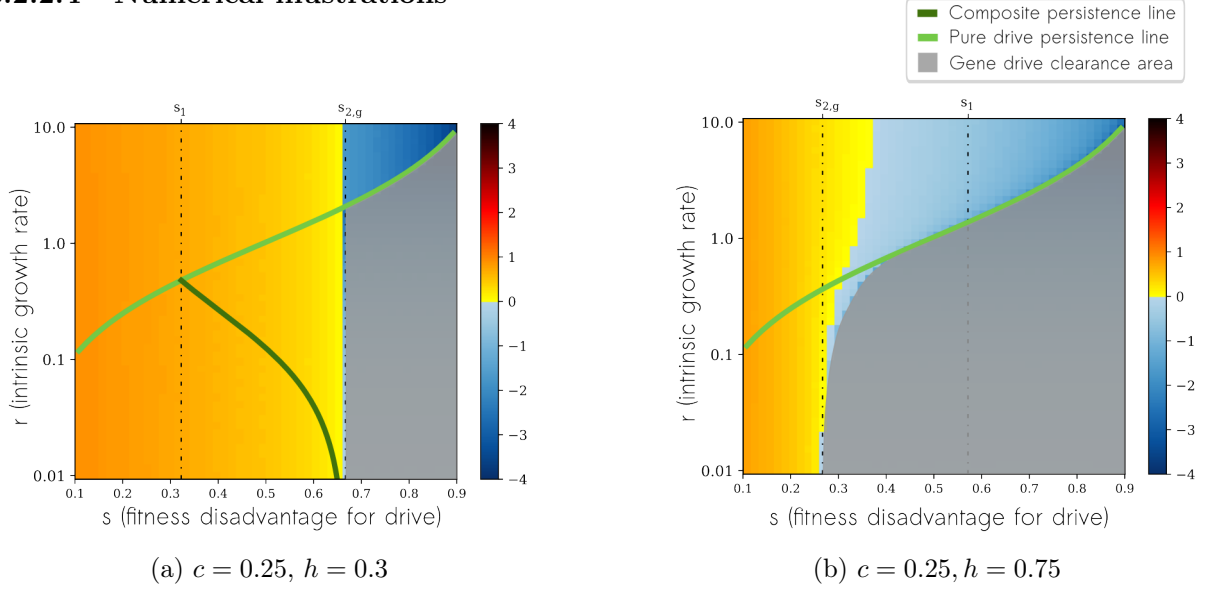 Composite persistence line
Pure drive persistence line
Gene drive clearance area
s1
s2,g
10.0
1.0
0.1
0.01
r (intrinsic growth rate)
0.1 0.2 0.3 0.4 0.5 0.6 0.7 0.8 0.9
s (fitness disadvantage for drive)
4
3
2
1
0
−1
−2
−3
−4
(a) c = 0.25, h = 0.3
s2,g
s1
10.0
1.0
0.1
0.01
r (intrinsic growth rate)
0.1 0.2 0.3 0.4 0.5 0.6 0.7 0.8 0.9
s (fitness disadvantage for drive)
4
3
2
1
0
−1
−2
−3
−4
(b) c = 0.25, h = 0.75